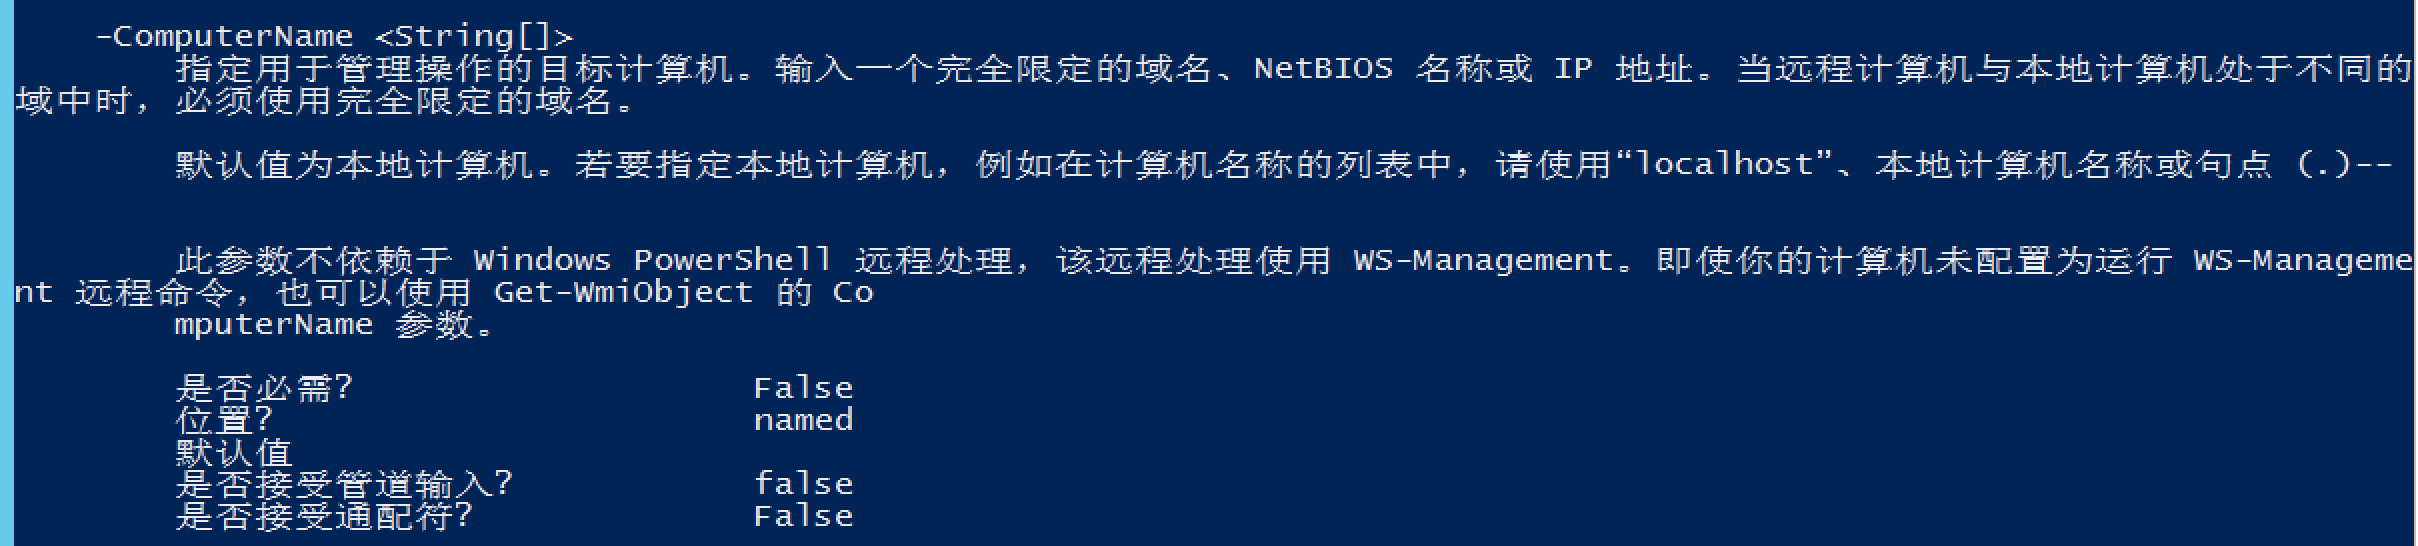 -ComputerName <String[]>
指定用于管理操作的目标计算机。输入一个完全限定的域名、NetBIOS 名称或 IP 地址。当远程计算机与本地计算机处于不同的
域中时，必须使用完全限定的域名。
默认值为本地计算机。若要指定本地计算机，例如在计算机名称的列表中，请使用“localhost”、本地计算机名称或句点 (.)--
此参数不依赖于 Windows PowerShell 远程处理，该远程处理使用 WS-Management。即使你的计算机未配置为运行 WS-Manageme
nt 远程命令，也可以使用 Get-WmiObject 的 Co
mputerName 参数。
是否必需? False
位置? named
默认值
是否接受管道输入? false
是否接受通配符? False